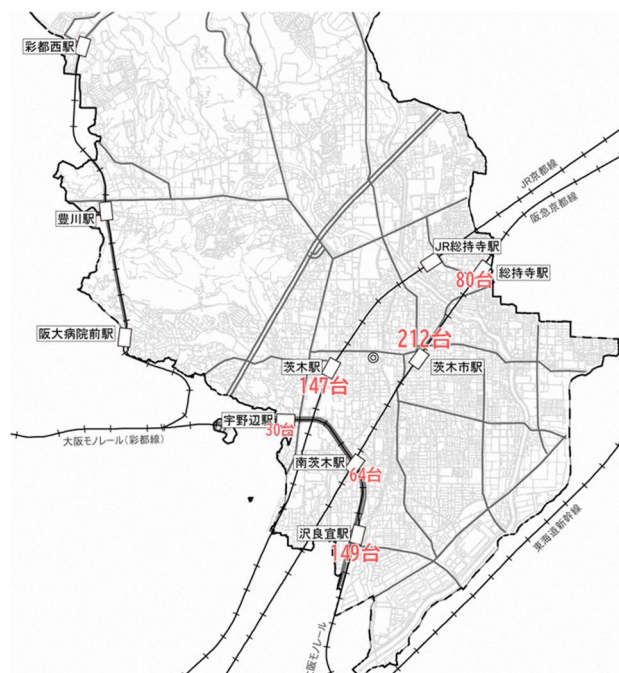 彩都西駅
JR京都線
阪急京都線
豊川駅
JR総持寺駅
総持寺駅
80台
阪大病院前駅
212台
茨木駅
茨木市駅
147台
宇野辺駅
30台
大阪モノレール(彩都線)
南茨木駅
64台
沢良宜駅
149台
東海道新幹線
大阪モノレール